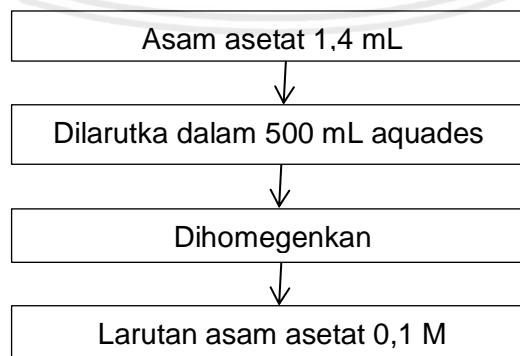 Asam asetat 1,4 mL
Dilarutka dalam 500 mL aquades
Dihomegenkan
Larutan asam asetat 0,1 M